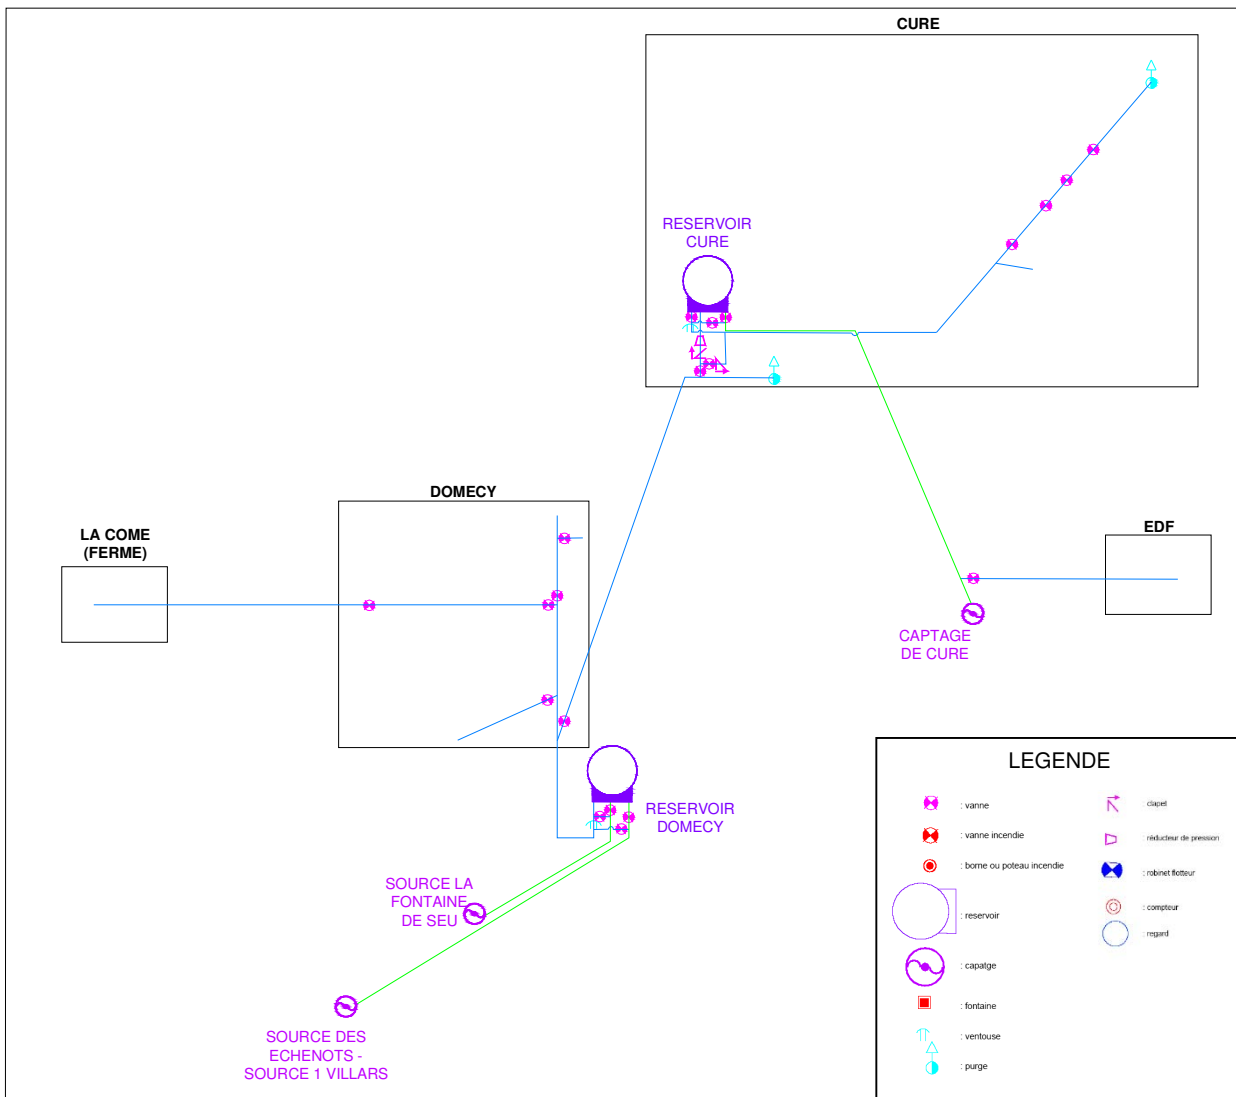 CURE
RESERVOIR
CURE
DOMECY
LA COME
(FERME)
EDF
CAPTAGE
DE CURE
RESERVOIR
DOMECY
SOURCE LA
FONTAINE
DE SEU
SOURCE DES
ECHENOTS -
SOURCE 1 VILLARS
LEGENDE
: vanne
: vanne incendie
: borne ou poteau incendie
: reservoir
: capatge
: fontaine
: ventouse
: purge
: clapet
: réducteur de pression
: robinet flotteur
: compteur
: regard